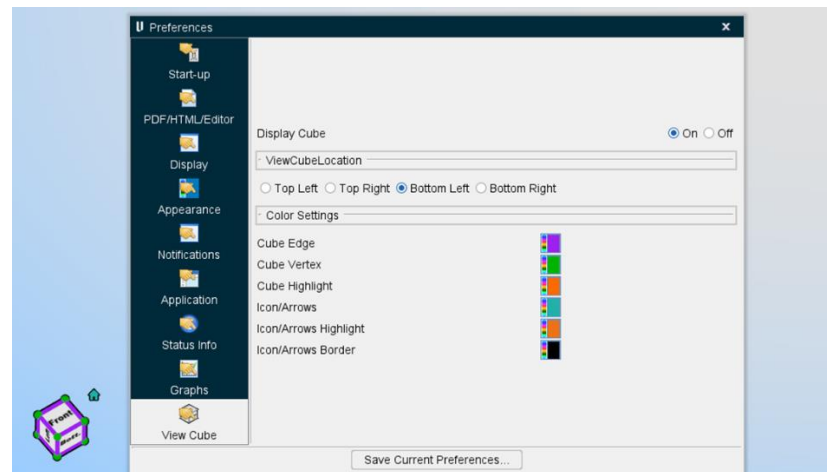 Preferences
Start-up
PDF/HTML/Editor
Display
Appearance
Notifications
Application
Status Info
Graphs
View Cube
Display Cube On Off
ViewCubeLocation
Top Left Top Right Bottom Left Bottom Right
Color Settings
Cube Edge
Cube Vertex
Cube Highlight
Icon/Arrows
Icon/Arrows Highlight
Icon/Arrows Border
Save Current Preferences...
Front
Bott.